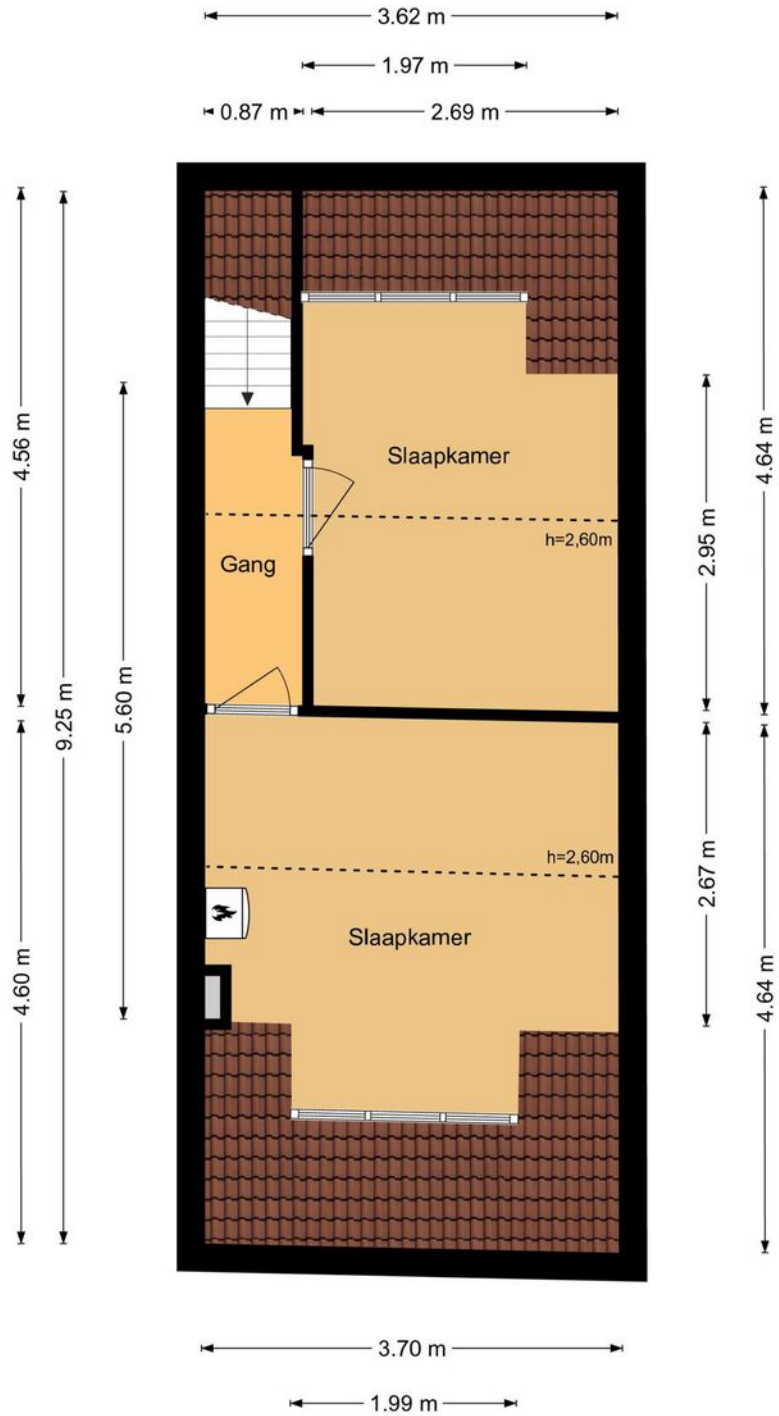 3.62 m
1.97 m
0.87 m
2.69 m
4.56 m
9.25 m
5.60 m
4.64 m
2.95 m
Slaapkamer
h=2,60m
Gang
h=2,60m
Slaapkamer
2.67 m
4.60 m
4.64 m
3.70 m
1.99 m